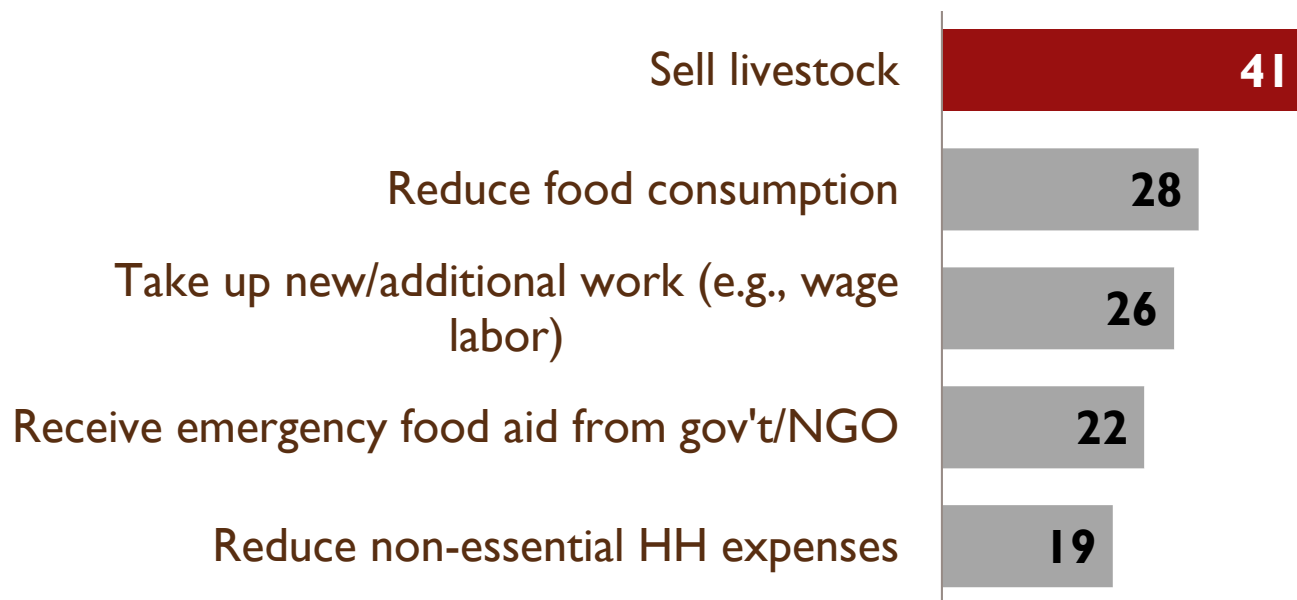 Sell livestock 41
Reduce food consumption 28
Take up new/additional work (e.g., wage
labor) 26
Receive emergency food aid from gov't/NGO 22
Reduce non-essential HH expenses 19